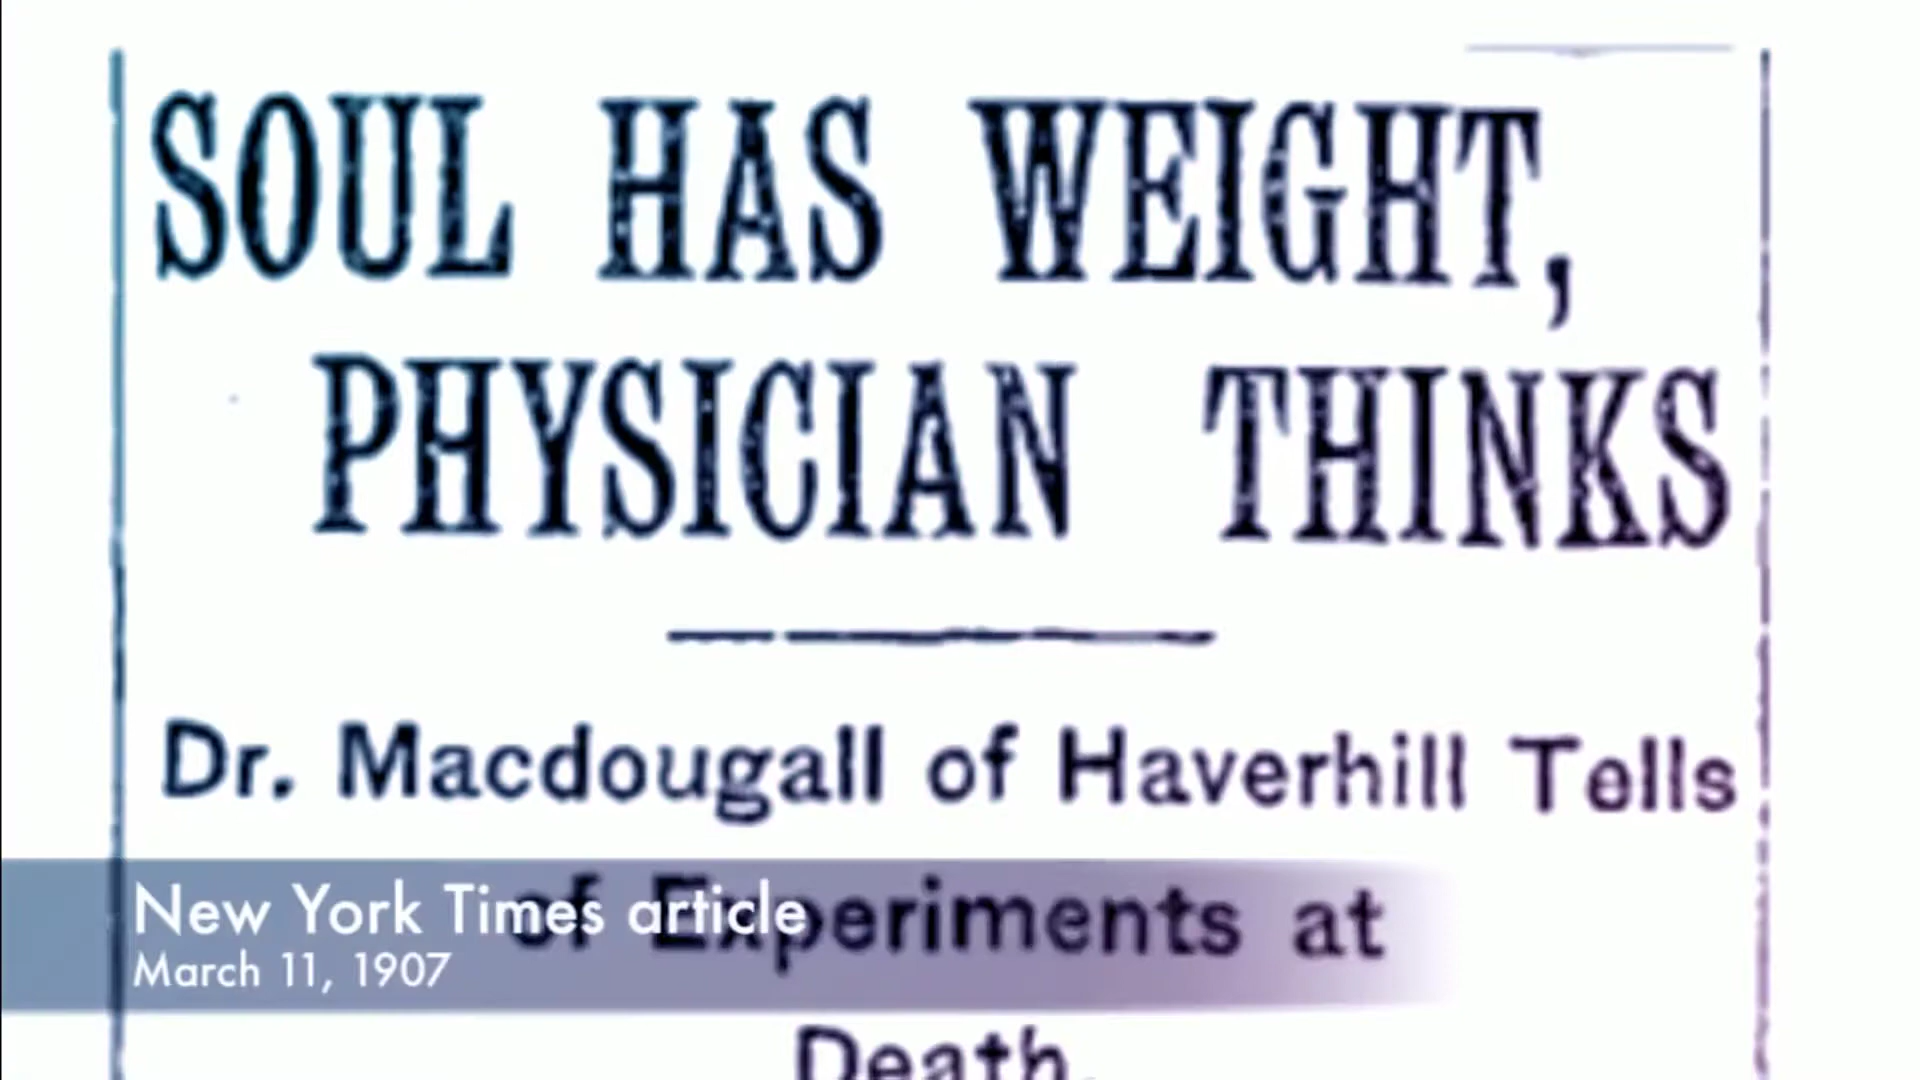 SOUL HAS WEIGHT,
PHYSICIAN THINKS
Dr. Macdougall of Haverhill Tells
of Experiments at
New York Times article
March 11, 1907
Death.